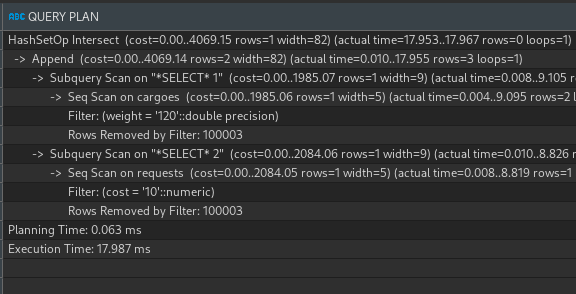 ABC QUERY PLAN
HashSetOp Intersect (cost=0.00..4069.15 rows=1 width=82) (actual time=17.953..17.967 rows=0 loops=1)
-> Append (cost=0.00..4069.14 rows=2 width=82) (actual time=0.010..17.955 rows=3 loops=1)
-> Subquery Scan on "*SELECT* 1" (cost=0.00..1985.07 rows=1 width=9) (actual time=0.008..9.105 r
-> Seq Scan on cargoes (cost=0.00..1985.06 rows=1 width=5) (actual time=0.004..9.095 rows=2 l
Filter: (weight = '120'::double precision)
Rows Removed by Filter: 100003
-> Subquery Scan on "*SELECT* 2" (cost=0.00..2084.06 rows=1 width=9) (actual time=0.010..8.826 r
-> Seq Scan on requests (cost=0.00..2084.05 rows=1 width=5) (actual time=0.008..8.819 rows=1
Filter: (cost = '10'::numeric)
Rows Removed by Filter: 100003
Planning Time: 0.063 ms
Execution Time: 17.987 ms